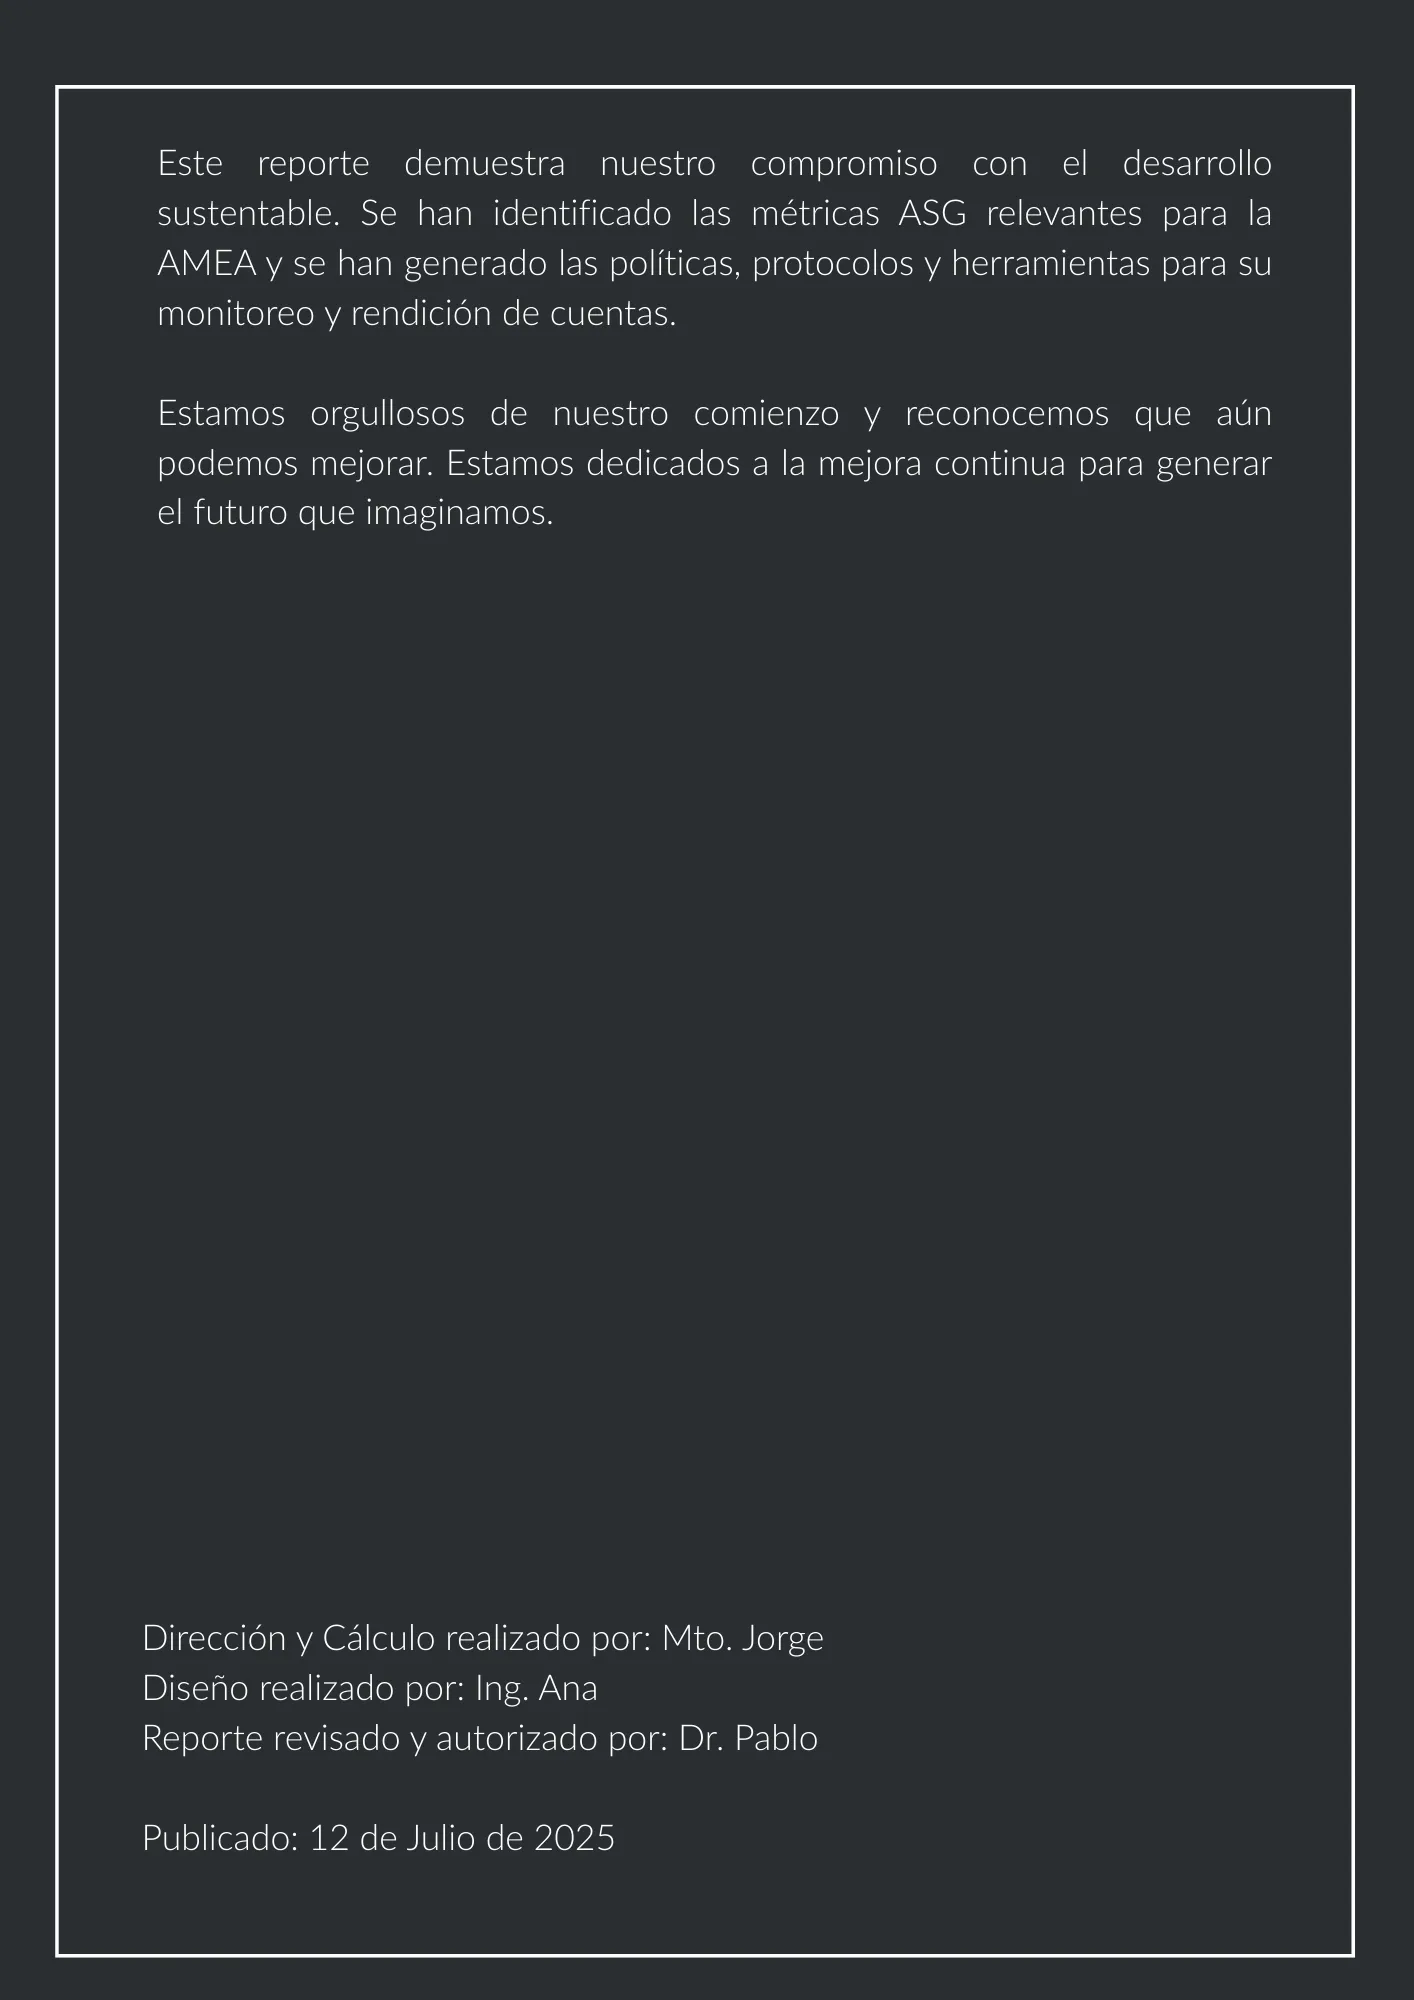 Este reporte demuestra nuestro compromiso con el desarrollo
sustentable. Se han identificado las métricas ASG relevantes para la
AMEA y se han generado las políticas, protocolos y herramientas para su
monitoreo y rendición de cuentas.
Estamos orgullosos de nuestro comienzo y reconocemos que aún
podemos mejorar. Estamos dedicados a la mejora continua para generar
el futuro que imaginamos.
Dirección y Cálculo realizado por: Mto. Jorge
Diseño realizado por: Ing. Ana
Reporte revisado y autorizado por: Dr. Pablo
Publicado: 12 de Julio de 2025